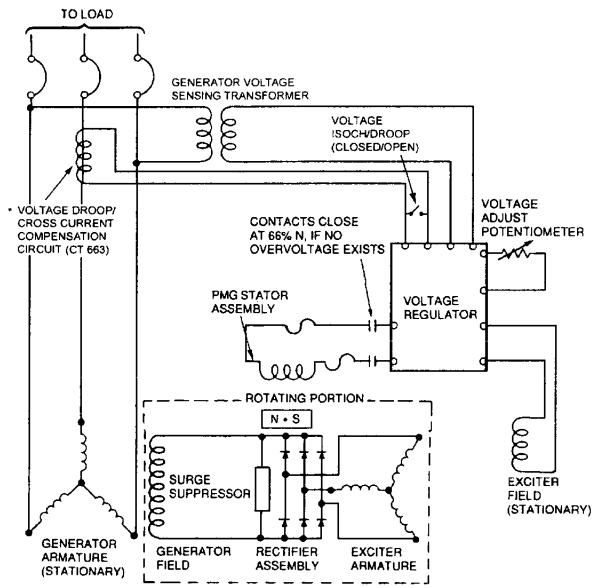 TO LOAD
GENERATOR VOLTAGE
SENSING TRANSFORMER
VOLTAGE
ISOCH/DROOP
(CLOSED/OPEN)
* VOLTAGE DROOP/
CROSS CURRENT
COMPENSATION
CIRCUIT (CT 663)
CONTACTS CLOSE
AT 66% N, IF NO
OVERVOLTAGE EXISTS
VOLTAGE
ADJUST
POTENTIOMETER
PMG STATOR
ASSEMBLY
VOLTAGE
REGULATOR
ROTATING PORTION
N • S
SURGE
SUPPRESSOR
EXCITER
FIELD
(STATIONARY)
GENERATOR
ARMATURE
(STATIONARY)
GENERATOR
FIELD
RECTIFIER
ASSEMBLY
EXCITER
ARMATURE